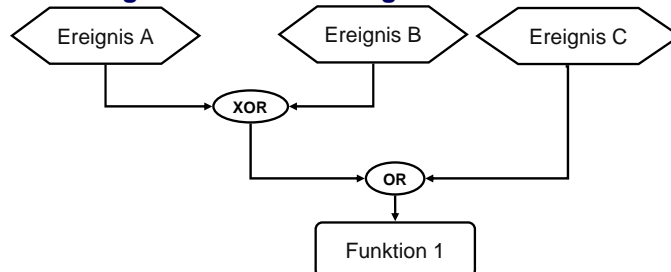 Ereignis A
Ereignis B
Ereignis C
XOR
OR
Funktion 1